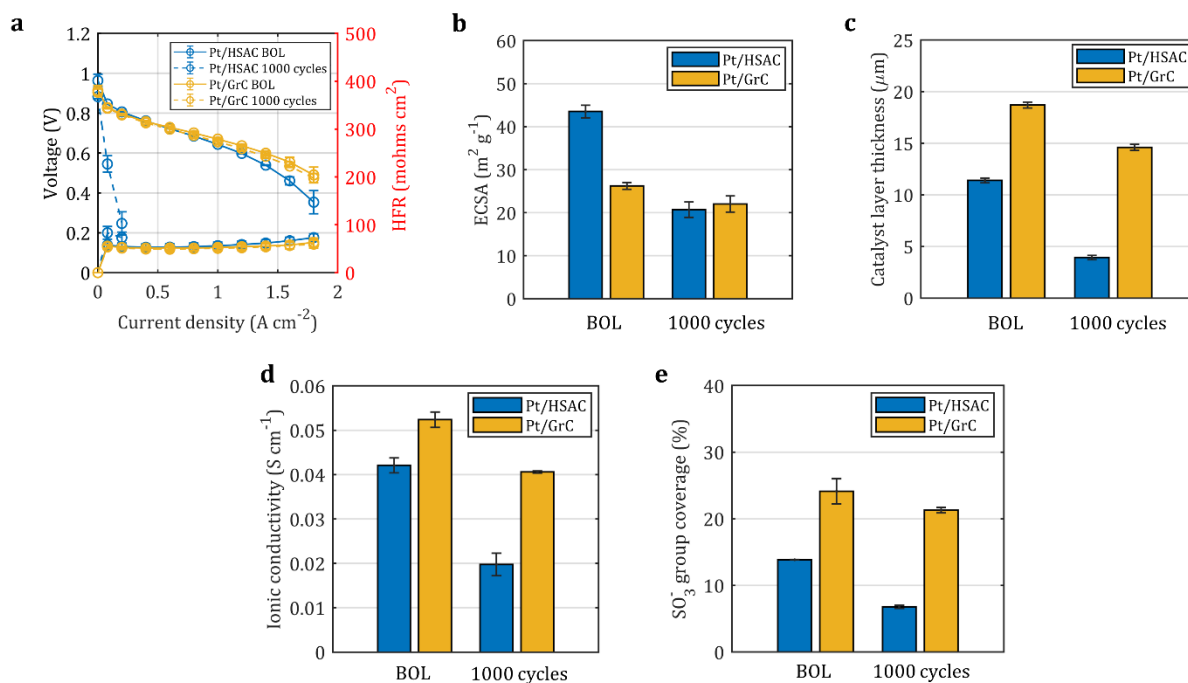 a
Voltage (V)
1.2
1
0.8
0.6
0.4
0.2
0
0
0.5
1
1.5
2
Current density (A cm⁻²)
500
400
300
200
100
0
HFR (mohms cm²)
Pt/HSAC BOL
Pt/HSAC 1000 cycles
Pt/GrC BOL
Pt/GrC 1000 cycles
b
ECSA (m² g⁻¹)
60
50
40
30
20
10
0
BOL
1000 cycles
Pt/HSAC
Pt/GrC
c
Catalyst layer thickness (μm)
25
20
15
10
5
0
BOL
1000 cycles
Pt/HSAC
Pt/GrC
d
Ionic conductivity (S cm⁻¹)
0.06
0.05
0.04
0.03
0.02
0.01
0
BOL
1000 cycles
Pt/HSAC
Pt/GrC
e
SO₃⁻ group coverage (%)
40
30
20
10
0
BOL
1000 cycles
Pt/HSAC
Pt/GrC